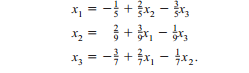 x₁ = −1/5 + 2/5x₂ − 3/5x₃
x₂ = 2/9 + 3/9x₁ − 1/9x₃
x₃ = −3/7 + 2/7x₁ − 1/7x₂.